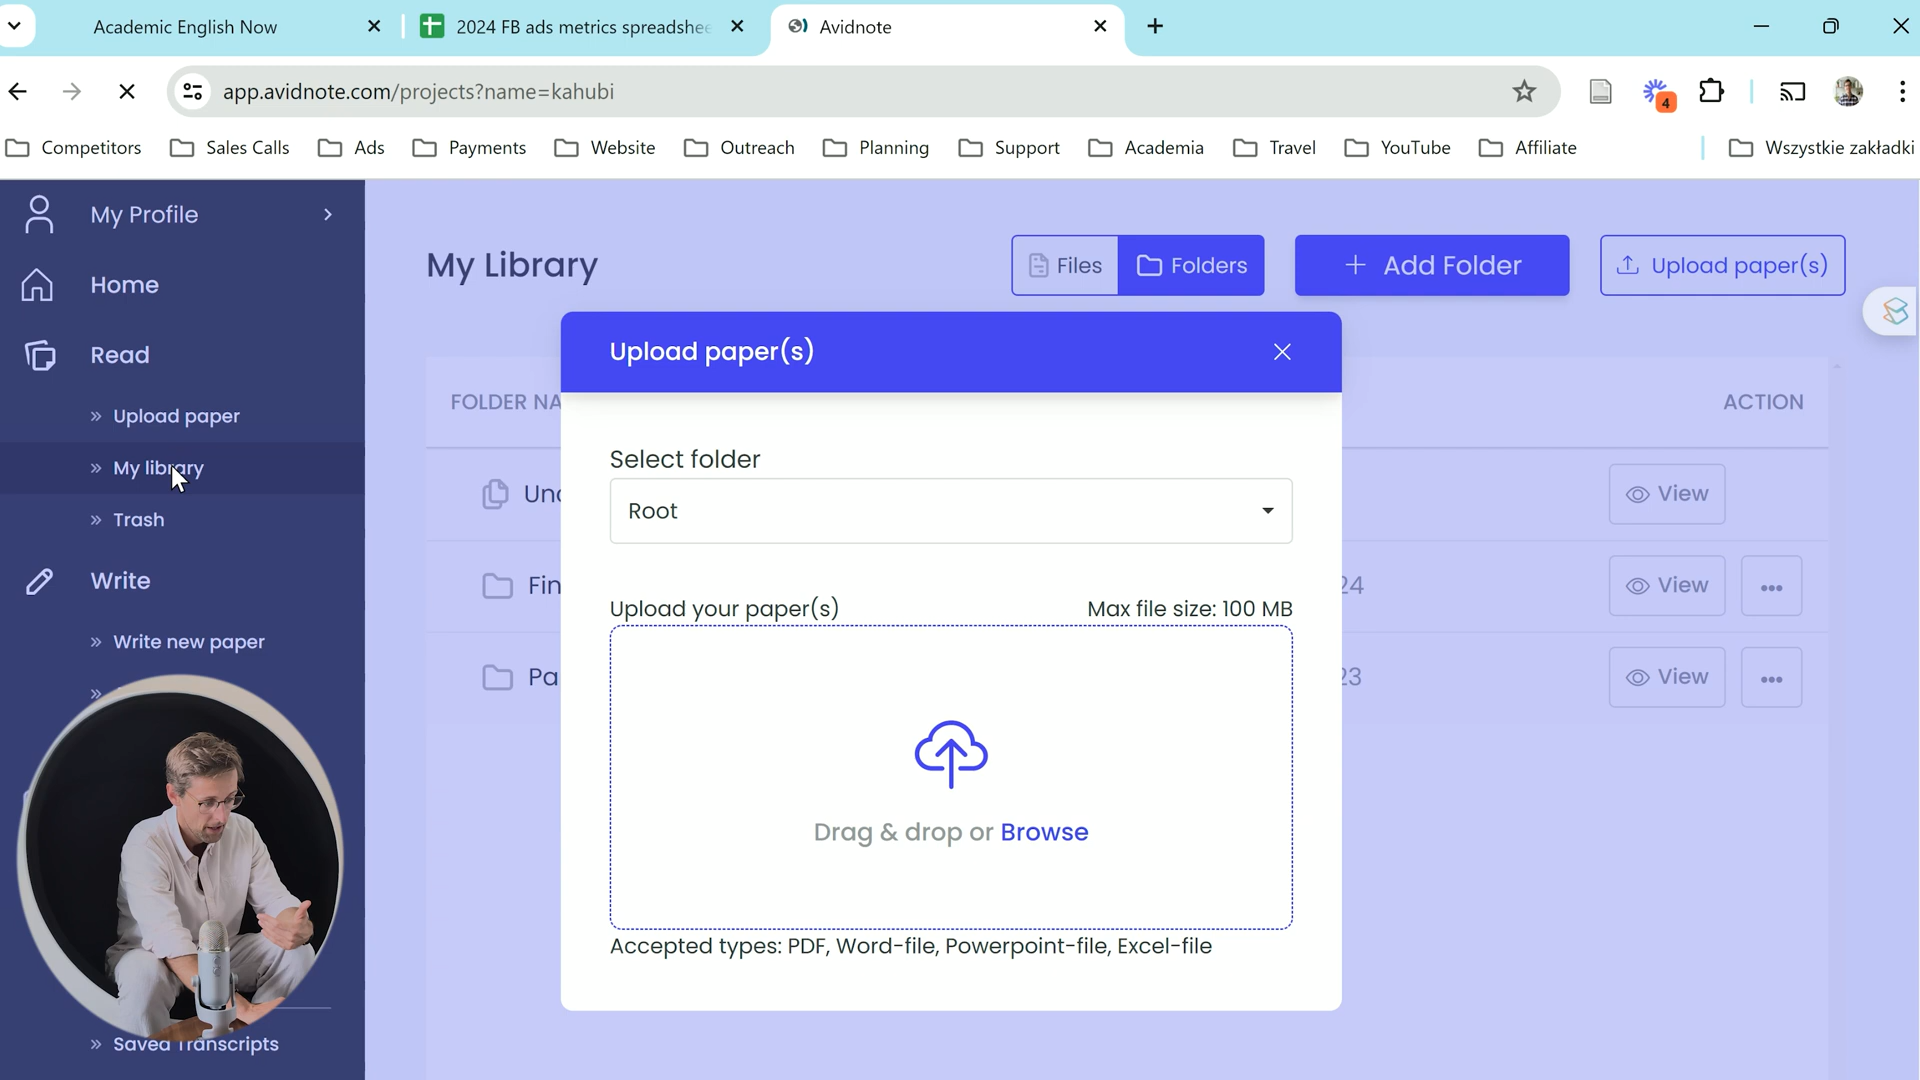 Academic English Now
2024 FB ads metrics spreadshee
Avidnote
app.avidnote.com/projects?name=kahubi
4
Competitors
Sales Calls
Ads
Payments
Website
Outreach
Planning
Support
Academia
Travel
YouTube
Affiliate
Wszystkie zakładki
My Profile
Home
Read
» Upload paper
» My library
» Trash
Write
» Write new paper
»
» Saved Transcripts
My Library
Files
Folders
+ Add Folder
Upload paper(s)
FOLDER NA
ACTION
Unc
View
Fin
24
View
Pa
23
View
Upload paper(s)
Select folder
Root
Upload your paper(s)
Max file size: 100 MB
Drag & drop or Browse
Accepted types: PDF, Word-file, Powerpoint-file, Excel-file